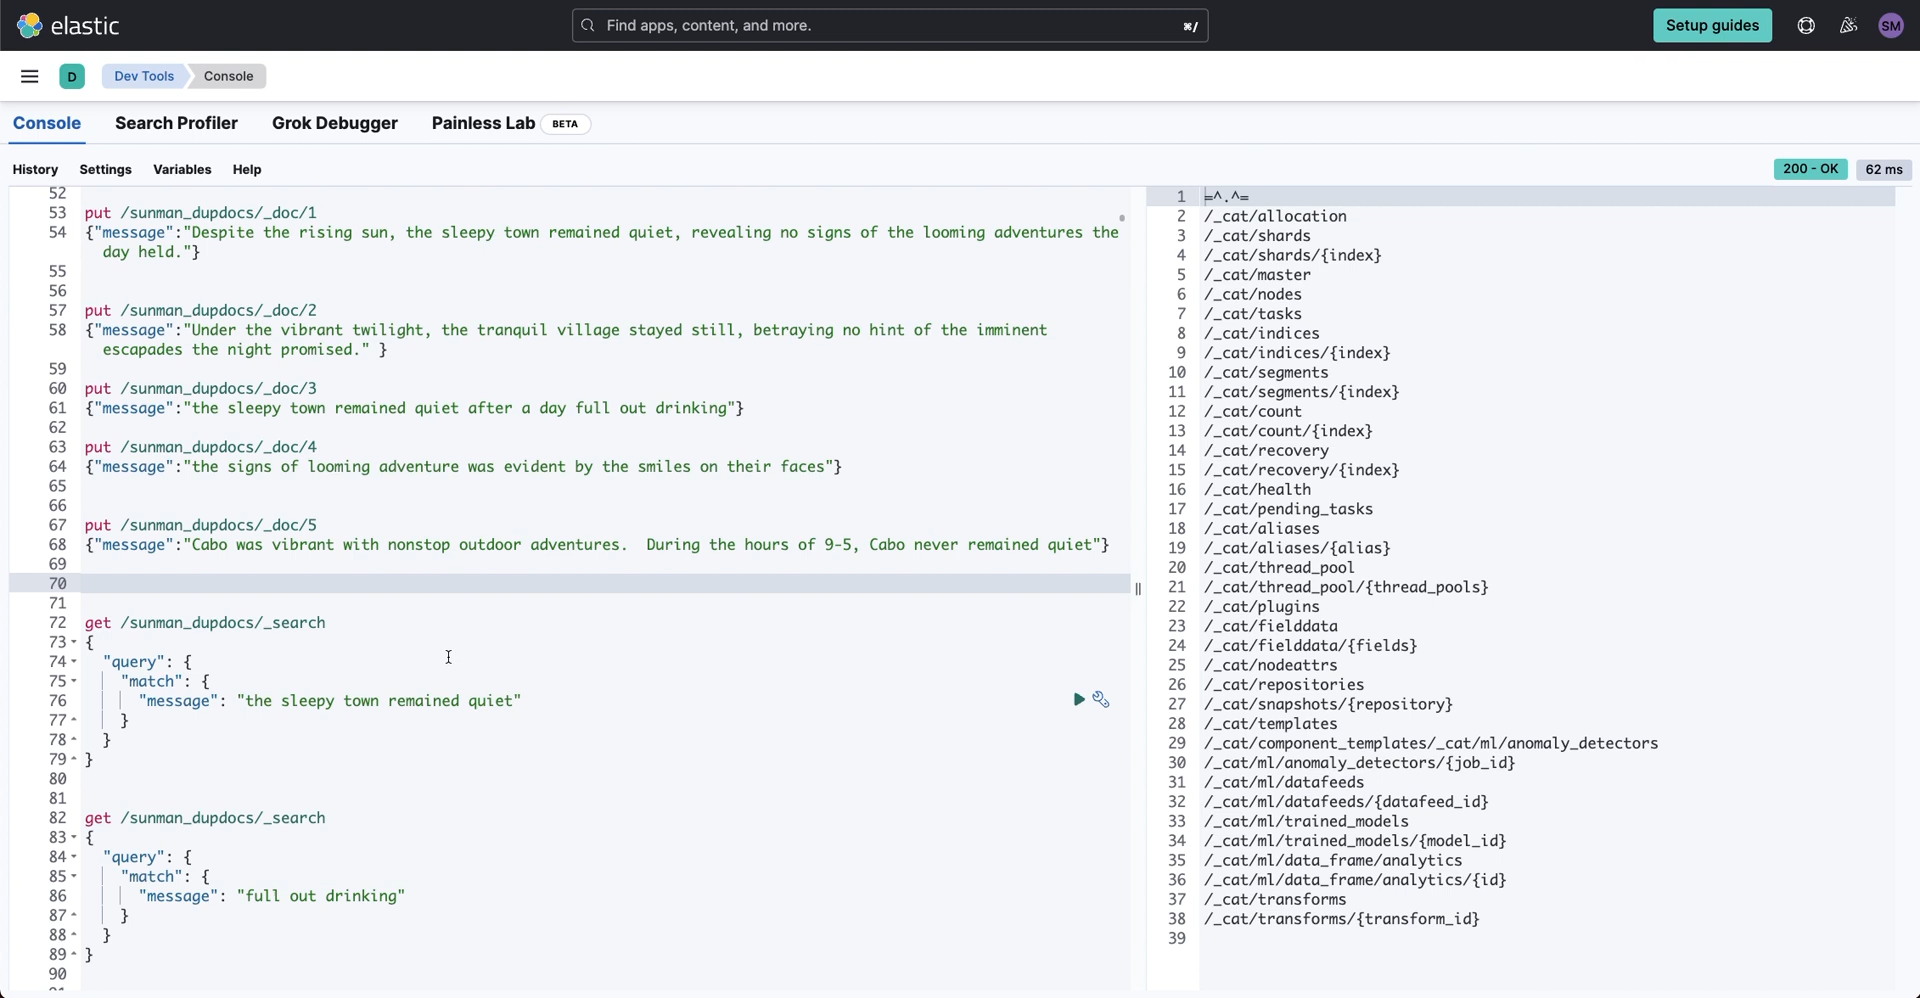 elastic
Find apps, content, and more.
⌘/
Setup guides
SM
D
Dev Tools
Console
Console
Search Profiler
Grok Debugger
Painless Lab
BETA
History
Settings
Variables
Help
200 - OK
62 ms
52
53 put /sunman_dupdocs/_doc/1
54 {"message":"Despite the rising sun, the sleepy town remained quiet, revealing no signs of the looming adventures the
day held."}
55
56
57 put /sunman_dupdocs/_doc/2
58 {"message":"Under the vibrant twilight, the tranquil village stayed still, betraying no hint of the imminent
escapades the night promised." }
59
60 put /sunman_dupdocs/_doc/3
61 {"message":"the sleepy town remained quiet after a day full out drinking"}
62
63 put /sunman_dupdocs/_doc/4
64 {"message":"the signs of looming adventure was evident by the smiles on their faces"}
65
66
67 put /sunman_dupdocs/_doc/5
68 {"message":"Cabo was vibrant with nonstop outdoor adventures.  During the hours of 9-5, Cabo never remained quiet"}
69
70
71
72 get /sunman_dupdocs/_search
73 {
74   "query": {
75     "match": {
76       "message": "the sleepy town remained quiet"
77     }
78   }
79 }
80
81
82 get /sunman_dupdocs/_search
83 {
84   "query": {
85     "match": {
86       "message": "full out drinking"
87     }
88   }
89 }
90
1 =^.^=
2 /_cat/allocation
3 /_cat/shards
4 /_cat/shards/{index}
5 /_cat/master
6 /_cat/nodes
7 /_cat/tasks
8 /_cat/indices
9 /_cat/indices/{index}
10 /_cat/segments
11 /_cat/segments/{index}
12 /_cat/count
13 /_cat/count/{index}
14 /_cat/recovery
15 /_cat/recovery/{index}
16 /_cat/health
17 /_cat/pending_tasks
18 /_cat/aliases
19 /_cat/aliases/{alias}
20 /_cat/thread_pool
21 /_cat/thread_pool/{thread_pools}
22 /_cat/plugins
23 /_cat/fielddata
24 /_cat/fielddata/{fields}
25 /_cat/nodeattrs
26 /_cat/repositories
27 /_cat/snapshots/{repository}
28 /_cat/templates
29 /_cat/component_templates/_cat/ml/anomaly_detectors
30 /_cat/ml/anomaly_detectors/{job_id}
31 /_cat/ml/datafeeds
32 /_cat/ml/datafeeds/{datafeed_id}
33 /_cat/ml/trained_models
34 /_cat/ml/trained_models/{model_id}
35 /_cat/ml/data_frame/analytics
36 /_cat/ml/data_frame/analytics/{id}
37 /_cat/transforms
38 /_cat/transforms/{transform_id}
39